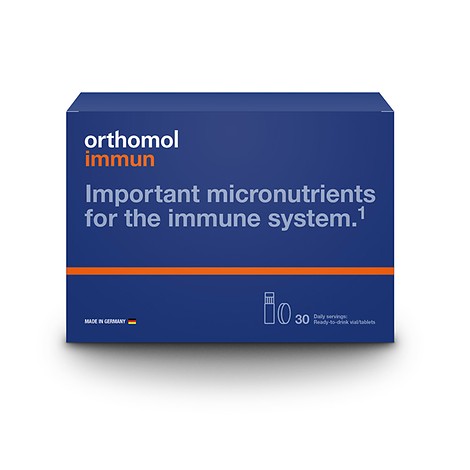 orthomol
immun
Important micronutrients
for the immune system.¹
MADE IN GERMANY
30
Daily servings:
Ready-to-drink vial/tablets